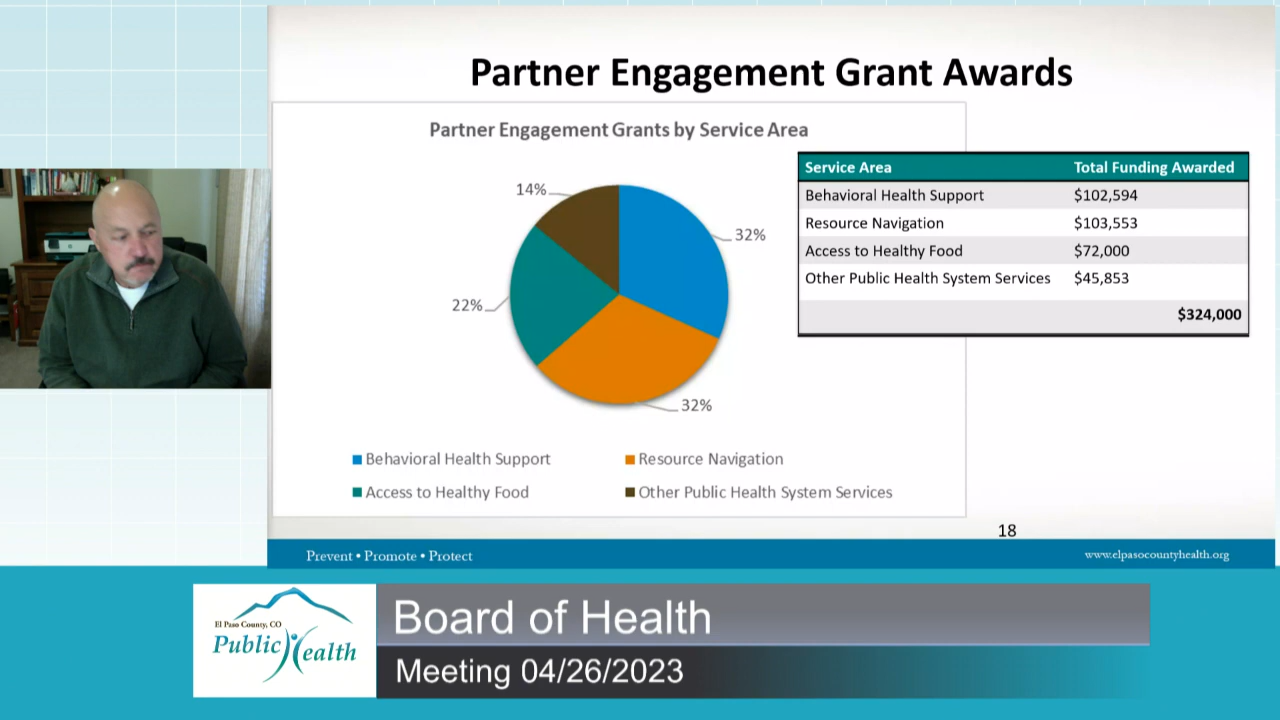 Partner Engagement Grant Awards
Partner Engagement Grants by Service Area
14%
32%
22%
32%
Behavioral Health Support
Resource Navigation
Access to Healthy Food
Other Public Health System Services
Service Area Total Funding Awarded
Behavioral Health Support $102,594
Resource Navigation $103,553
Access to Healthy Food $72,000
Other Public Health System Services $45,853
$324,000
18
Prevent • Promote • Protect
www.elpasocountyhealth.org
El Paso County, CO
Public Health
Board of Health
Meeting 04/26/2023